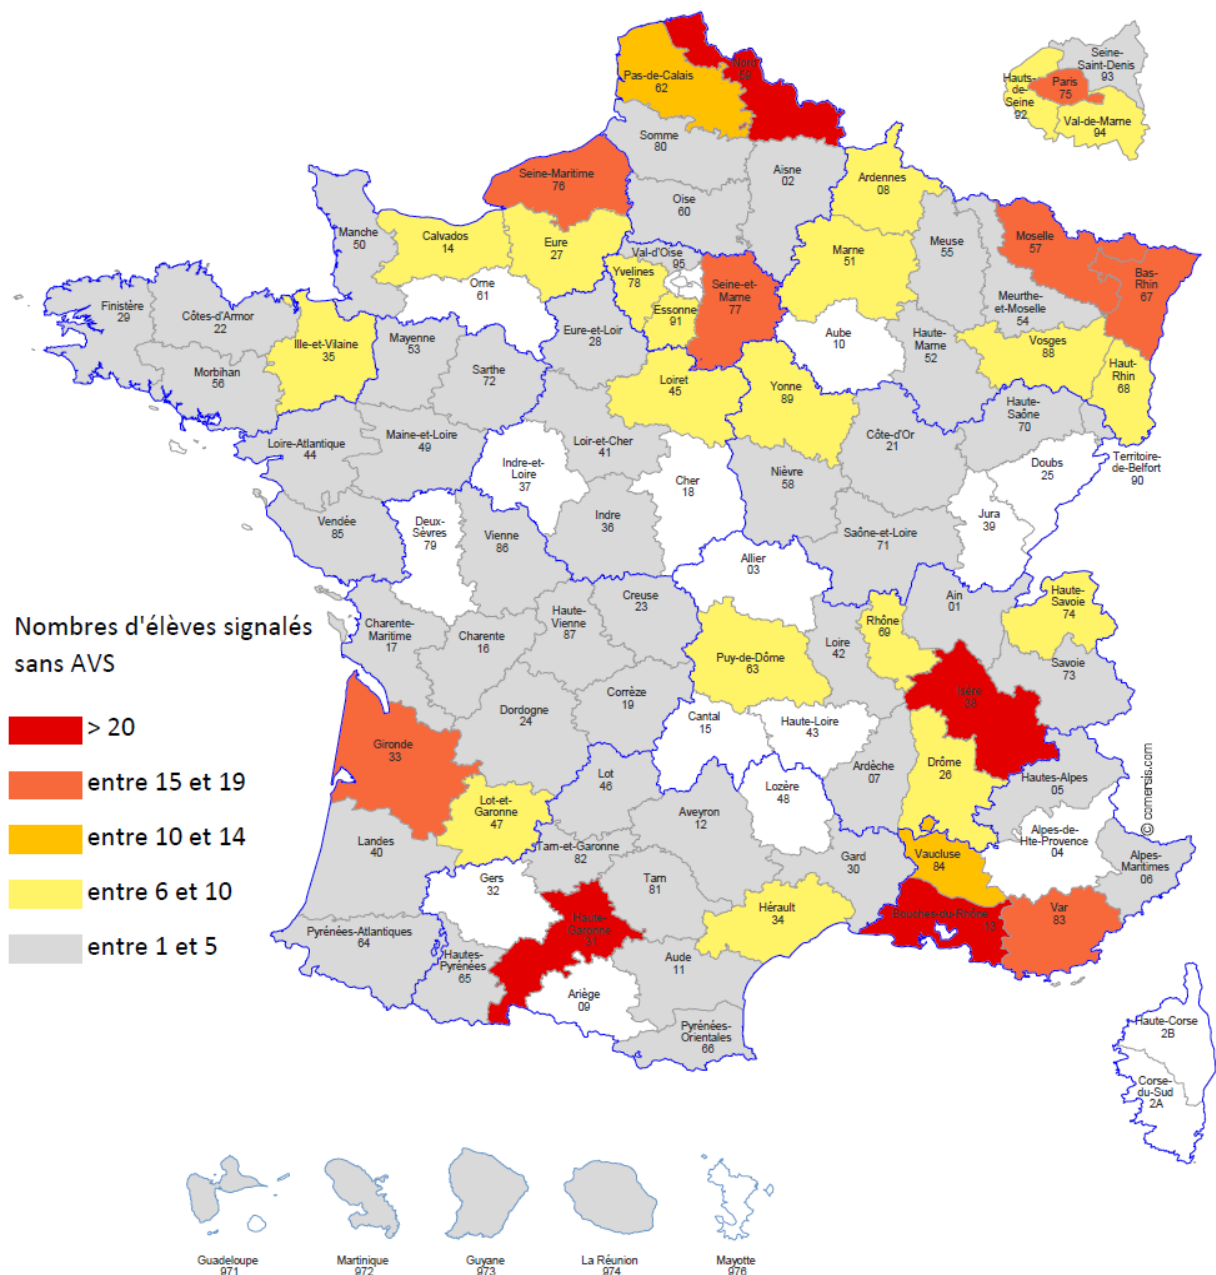 Nord
59
Pas-de-Calais
62
Seine-
Saint-Denis
93
Hauts-
de-
Seine
92
Paris
75
Val-de-Marne
94
Somme
80
Aisne
02
Ardennes
08
Seine-Maritime
76
Oise
60
Manche
50
Calvados
14
Eure
27
Val-d'Oise
95
Yvelines
78
Essonne
91
Seine-et-
Marne
77
Marne
51
Meuse
55
Moselle
57
Bas-
Rhin
67
Meurthe-
et-Moselle
54
Orne
61
Finistère
29
Côtes-d'Armor
22
Ille-et-Vilaine
35
Morbihan
56
Mayenne
53
Sarthe
72
Eure-et-Loir
28
Aube
10
Haute-
Marne
52
Vosges
88
Haut-
Rhin
68
Loiret
45
Yonne
89
Haute-
Saône
70
Territoire-
de-Belfort
90
Loire-Atlantique
44
Maine-et-Loire
49
Loir-et-Cher
41
Indre-et-
Loire
37
Cher
18
Nièvre
58
Côte-d'Or
21
Doubs
25
Jura
39
Vendée
85
Deux-
Sèvres
79
Vienne
86
Indre
36
Saône-et-Loire
71
Allier
03
Creuse
23
Haute-
Vienne
87
Charente-
Maritime
17
Charente
16
Puy-de-Dôme
63
Loire
42
Rhône
69
Ain
01
Haute-
Savoie
74
Savoie
73
Isère
38
Nombres d'élèves signalés
sans AVS
> 20
entre 15 et 19
entre 10 et 14
entre 6 et 10
entre 1 et 5
Dordogne
24
Corrèze
19
Cantal
15
Haute-Loire
43
Ardèche
07
Drôme
26
Hautes-Alpes
05
© comersis.com
Gironde
33
Lot-et-
Garonne
47
Lot
46
Aveyron
12
Lozère
48
Landes
40
Tarn-et-Garonne
82
Gers
32
Tarn
81
Gard
30
Vaucluse
84
Alpes-de-
Hte-Provence
04
Alpes-
Maritimes
06
Bouches-du-Rhône
13
Var
83
Hérault
34
Haute-
Garonne
31
Pyrénées-Atlantiques
64
Hautes-
Pyrénées
65
Ariège
09
Aude
11
Pyrénées-
Orientales
66
Haute-Corse
2B
Corse-
du-Sud
2A
Guadeloupe
971
Martinique
972
Guyane
973
La Réunion
974
Mayotte
976